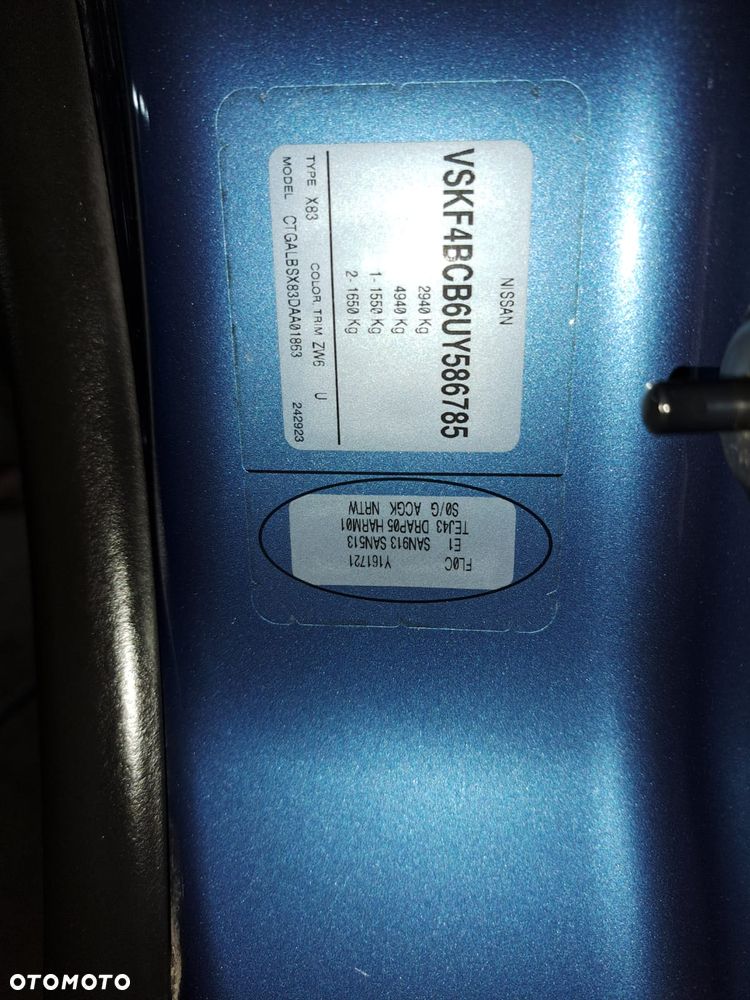 NISSAN
VSKF4BCB6UY586785
2940 Kg
4940 Kg
1-1550 Kg
2-1650 Kg
TYPE X83 COLOR, TRIM ZW6 U
MODEL CTGALBSX83DAA01863 242923
FL0C Y161721
E1 SAN913 SAN513
TEJ43 DRAP05 HARM01
S0/G ACGK NRTW
OTOMOTO